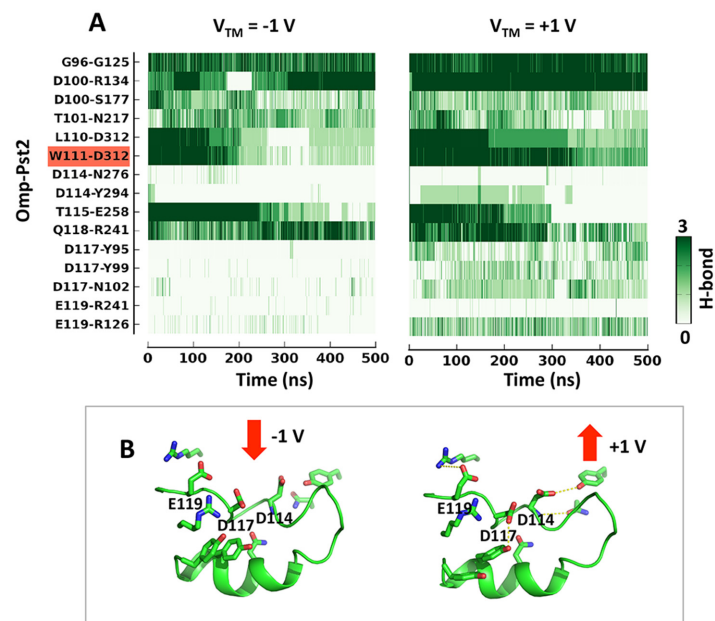 A
VTM = -1 V
VTM = +1 V
Omp-Pst2
G96-G125
D100-R134
D100-S177
T101-N217
L110-D312
W111-D312
D114-N276
D114-Y294
T115-E258
Q118-R241
D117-Y95
D117-Y99
D117-N102
E119-R241
E119-R126
0 100 200 300 400 500
0 100 200 300 400 500
Time (ns)
Time (ns)
3
H-bond
0
B
-1 V
+1 V
E119
D117
D114
E119
D117
D114